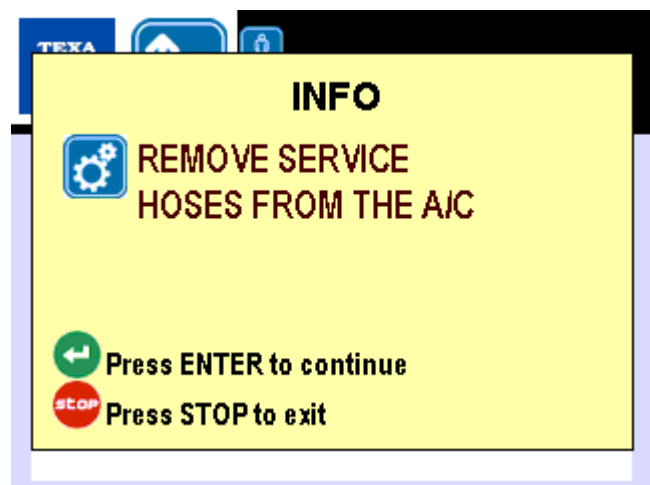 TEXA
INFO
REMOVE SERVICE
HOSES FROM THE A/C
Press ENTER to continue
stop Press STOP to exit